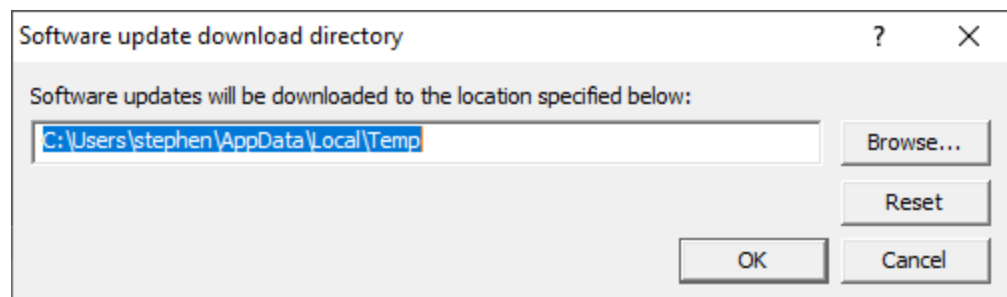 Software update download directory ?
Software updates will be downloaded to the location specified below:
C:\Users\stephen\AppData\Local\Temp
Browse...
Reset
OK
Cancel